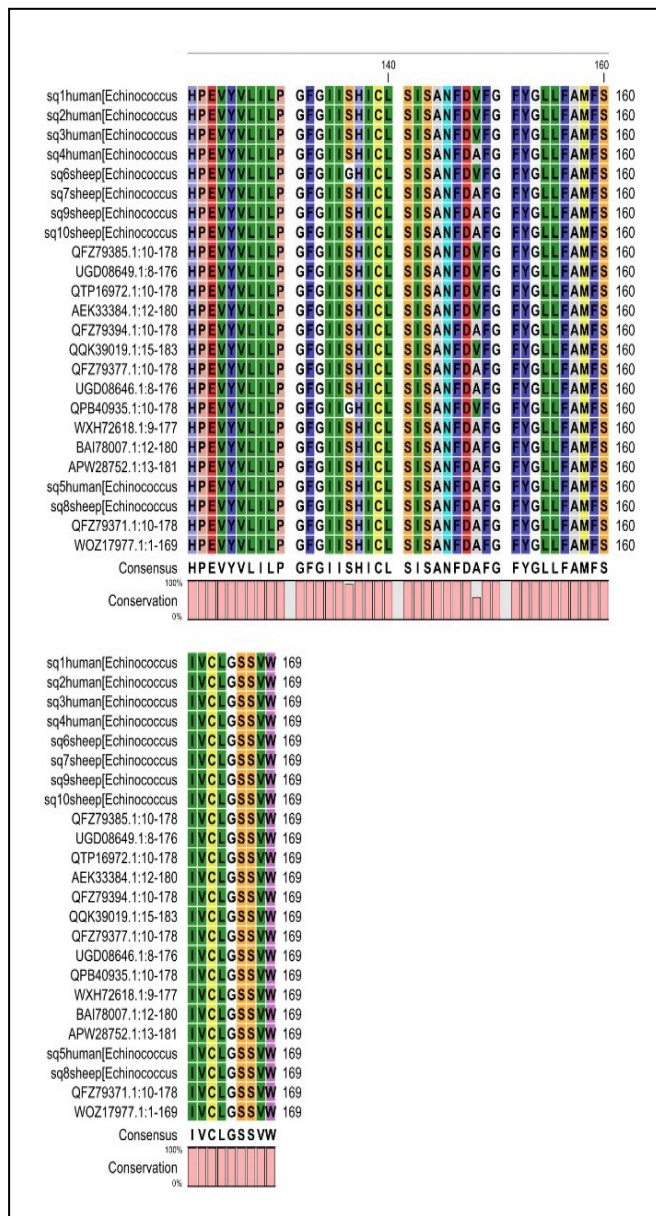 140 160
sq1human[Echinococcus HPEVYVLILP GFGIISHICL SISANFDVFG FYGLLFAMFS 160
sq2human[Echinococcus HPEVYVLILP GFGIISHICL SISANFDVFG FYGLLFAMFS 160
sq3human[Echinococcus HPEVYVLILP GFGIISHICL SISANFDVFG FYGLLFAMFS 160
sq4human[Echinococcus HPEVYVLILP GFGIISHICL SISANFDAFG FYGLLFAMFS 160
sq6sheep[Echinococcus HPEVYVLILP GFGIIGHICL SISANFDAFG FYGLLFAMFS 160
sq7sheep[Echinococcus HPEVYVLILP GFGIISHICL SISANFDAFG FYGLLFAMFS 160
sq9sheep[Echinococcus HPEVYVLILP GFGIISHICL SISANFDAFG FYGLLFAMFS 160
sq10sheep[Echinococcus HPEVYVLILP GFGIISHICL SISANFDAFG FYGLLFAMFS 160
QFZ79385.1:10-178 HPEVYVLILP GFGIISHICL SISANFDVFG FYGLLFAMFS 160
UGD08649.1:8-176 HPEVYVLILP GFGIISHICL SISANFDVFG FYGLLFAMFS 160
QTP16972.1:10-178 HPEVYVLILP GFGIISHICL SISANFDVFG FYGLLFAMFS 160
AEK33384.1:12-180 HPEVYVLILP GFGIISHICL SISANFDVFG FYGLLFAMFS 160
QFZ79394.1:10-178 HPEVYVLILP GFGIISHICL SISANFDAFG FYGLLFAMFS 160
QQK39019.1:15-183 HPEVYVLILP GFGIISHICL SISANFDVFG FYGLLFAMFS 160
QFZ79377.1:10-178 HPEVYVLILP GFGIISHICL SISANFDAFG FYGLLFAMFS 160
UGD08646.1:8-176 HPEVYVLILP GFGIISHICL SISANFDAFG FYGLLFAMFS 160
QPB40935.1:10-178 HPEVYVLILP GFGIIGHICL SISANFDVFG FYGLLFAMFS 160
WXH72618.1:9-177 HPEVYVLILP GFGIISHICL SISANFDAFG FYGLLFAMFS 160
BAI78007.1:12-180 HPEVYVLILP GFGIISHICL SISANFDAFG FYGLLFAMFS 160
APW28752.1:13-181 HPEVYVLILP GFGIISHICL SISANFDAFG FYGLLFAMFS 160
sq5human[Echinococcus HPEVYVLILP GFGIISHICL SISANFDAFG FYGLLFAMFS 160
sq8sheep[Echinococcus HPEVYVLILP GFGIISHICL SISANFDAFG FYGLLFAMFS 160
QFZ79371.1:10-178 HPEVYVLILP GFGIISHICL SISANFDAFG FYGLLFAMFS 160
WOZ17977.1:1-169 HPEVYVLILP GFGIISHICL SISANFDAFG FYGLLFAMFS 160
Consensus HPEVYVLILP GFGIISHICL SISANFDAFG FYGLLFAMFS
100%
Conservation
0%
sq1human[Echinococcus IVCLGSSVW 169
sq2human[Echinococcus IVCLGSSVW 169
sq3human[Echinococcus IVCLGSSVW 169
sq4human[Echinococcus IVCLGSSVW 169
sq6sheep[Echinococcus IVCLGSSVW 169
sq7sheep[Echinococcus IVCLGSSVW 169
sq9sheep[Echinococcus IVCLGSSVW 169
sq10sheep[Echinococcus IVCLGSSVW 169
QFZ79385.1:10-178 IVCLGSSVW 169
UGD08649.1:8-176 IVCLGSSVW 169
QTP16972.1:10-178 IVCLGSSVW 169
AEK33384.1:12-180 IVCLGSSVW 169
QFZ79394.1:10-178 IVCLGSSVW 169
QQK39019.1:15-183 IVCLGSSVW 169
QFZ79377.1:10-178 IVCLGSSVW 169
UGD08646.1:8-176 IVCLGSSVW 169
QPB40935.1:10-178 IVCLGSSVW 169
WXH72618.1:9-177 IVCLGSSVW 169
BAI78007.1:12-180 IVCLGSSVW 169
APW28752.1:13-181 IVCLGSSVW 169
sq5human[Echinococcus IVCLGSSVW 169
sq8sheep[Echinococcus IVCLGSSVW 169
QFZ79371.1:10-178 IVCLGSSVW 169
WOZ17977.1:1-169 IVCLGSSVW 169
Consensus IVCLGSSVW
100%
Conservation
0%